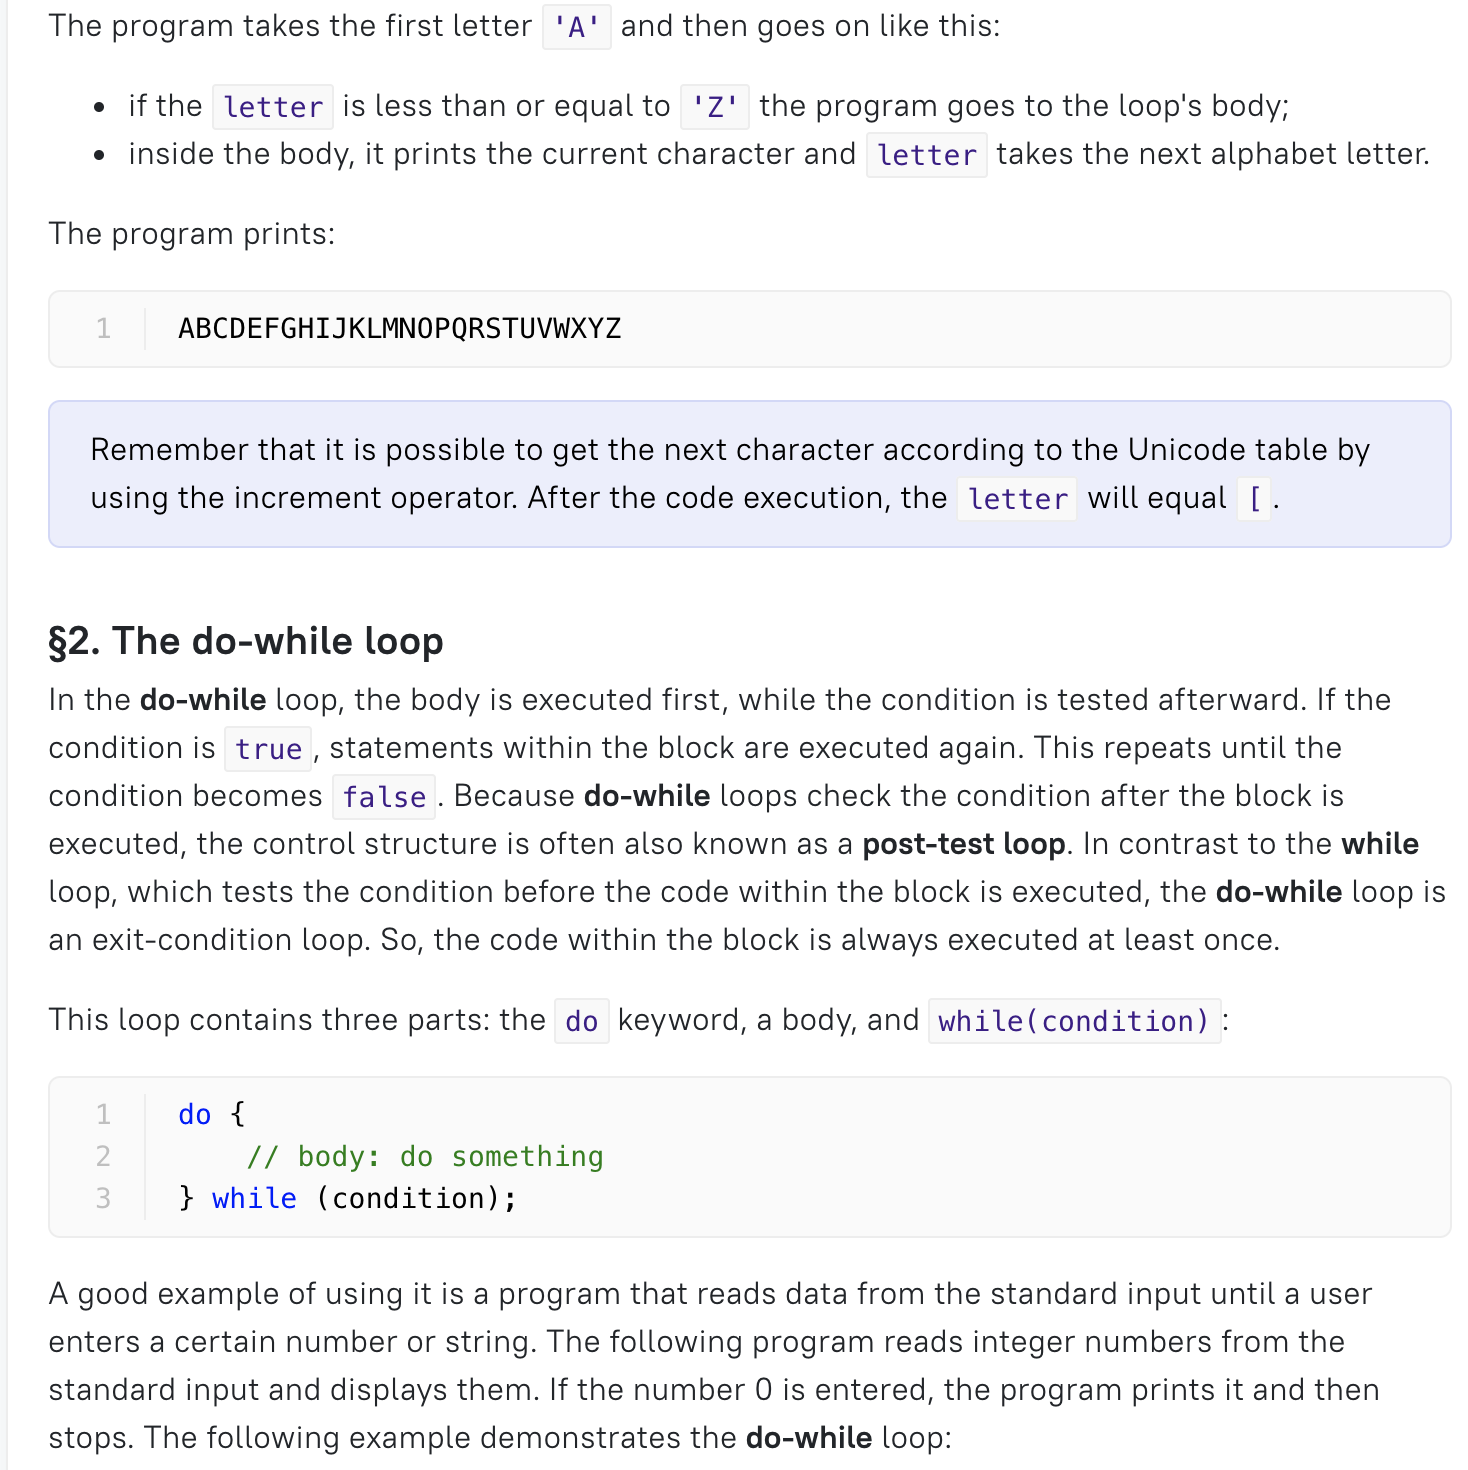 The program takes the first letter 'A' and then goes on like this:
• if the letter is less than or equal to 'Z' the program goes to the loop's body;
• inside the body, it prints the current character and letter takes the next alphabet letter.
The program prints:
1 ABCDEFGHIJKLMNOPQRSTUVWXYZ
Remember that it is possible to get the next character according to the Unicode table by
using the increment operator. After the code execution, the letter will equal [.
§2. The do-while loop
In the do-while loop, the body is executed first, while the condition is tested afterward. If the
condition is true, statements within the block are executed again. This repeats until the
condition becomes false. Because do-while loops check the condition after the block is
executed, the control structure is often also known as a post-test loop. In contrast to the while
loop, which tests the condition before the code within the block is executed, the do-while loop is
an exit-condition loop. So, the code within the block is always executed at least once.
This loop contains three parts: the do keyword, a body, and while(condition):
1 do {
2     // body: do something
3 } while (condition);
A good example of using it is a program that reads data from the standard input until a user
enters a certain number or string. The following program reads integer numbers from the
standard input and displays them. If the number 0 is entered, the program prints it and then
stops. The following example demonstrates the do-while loop: